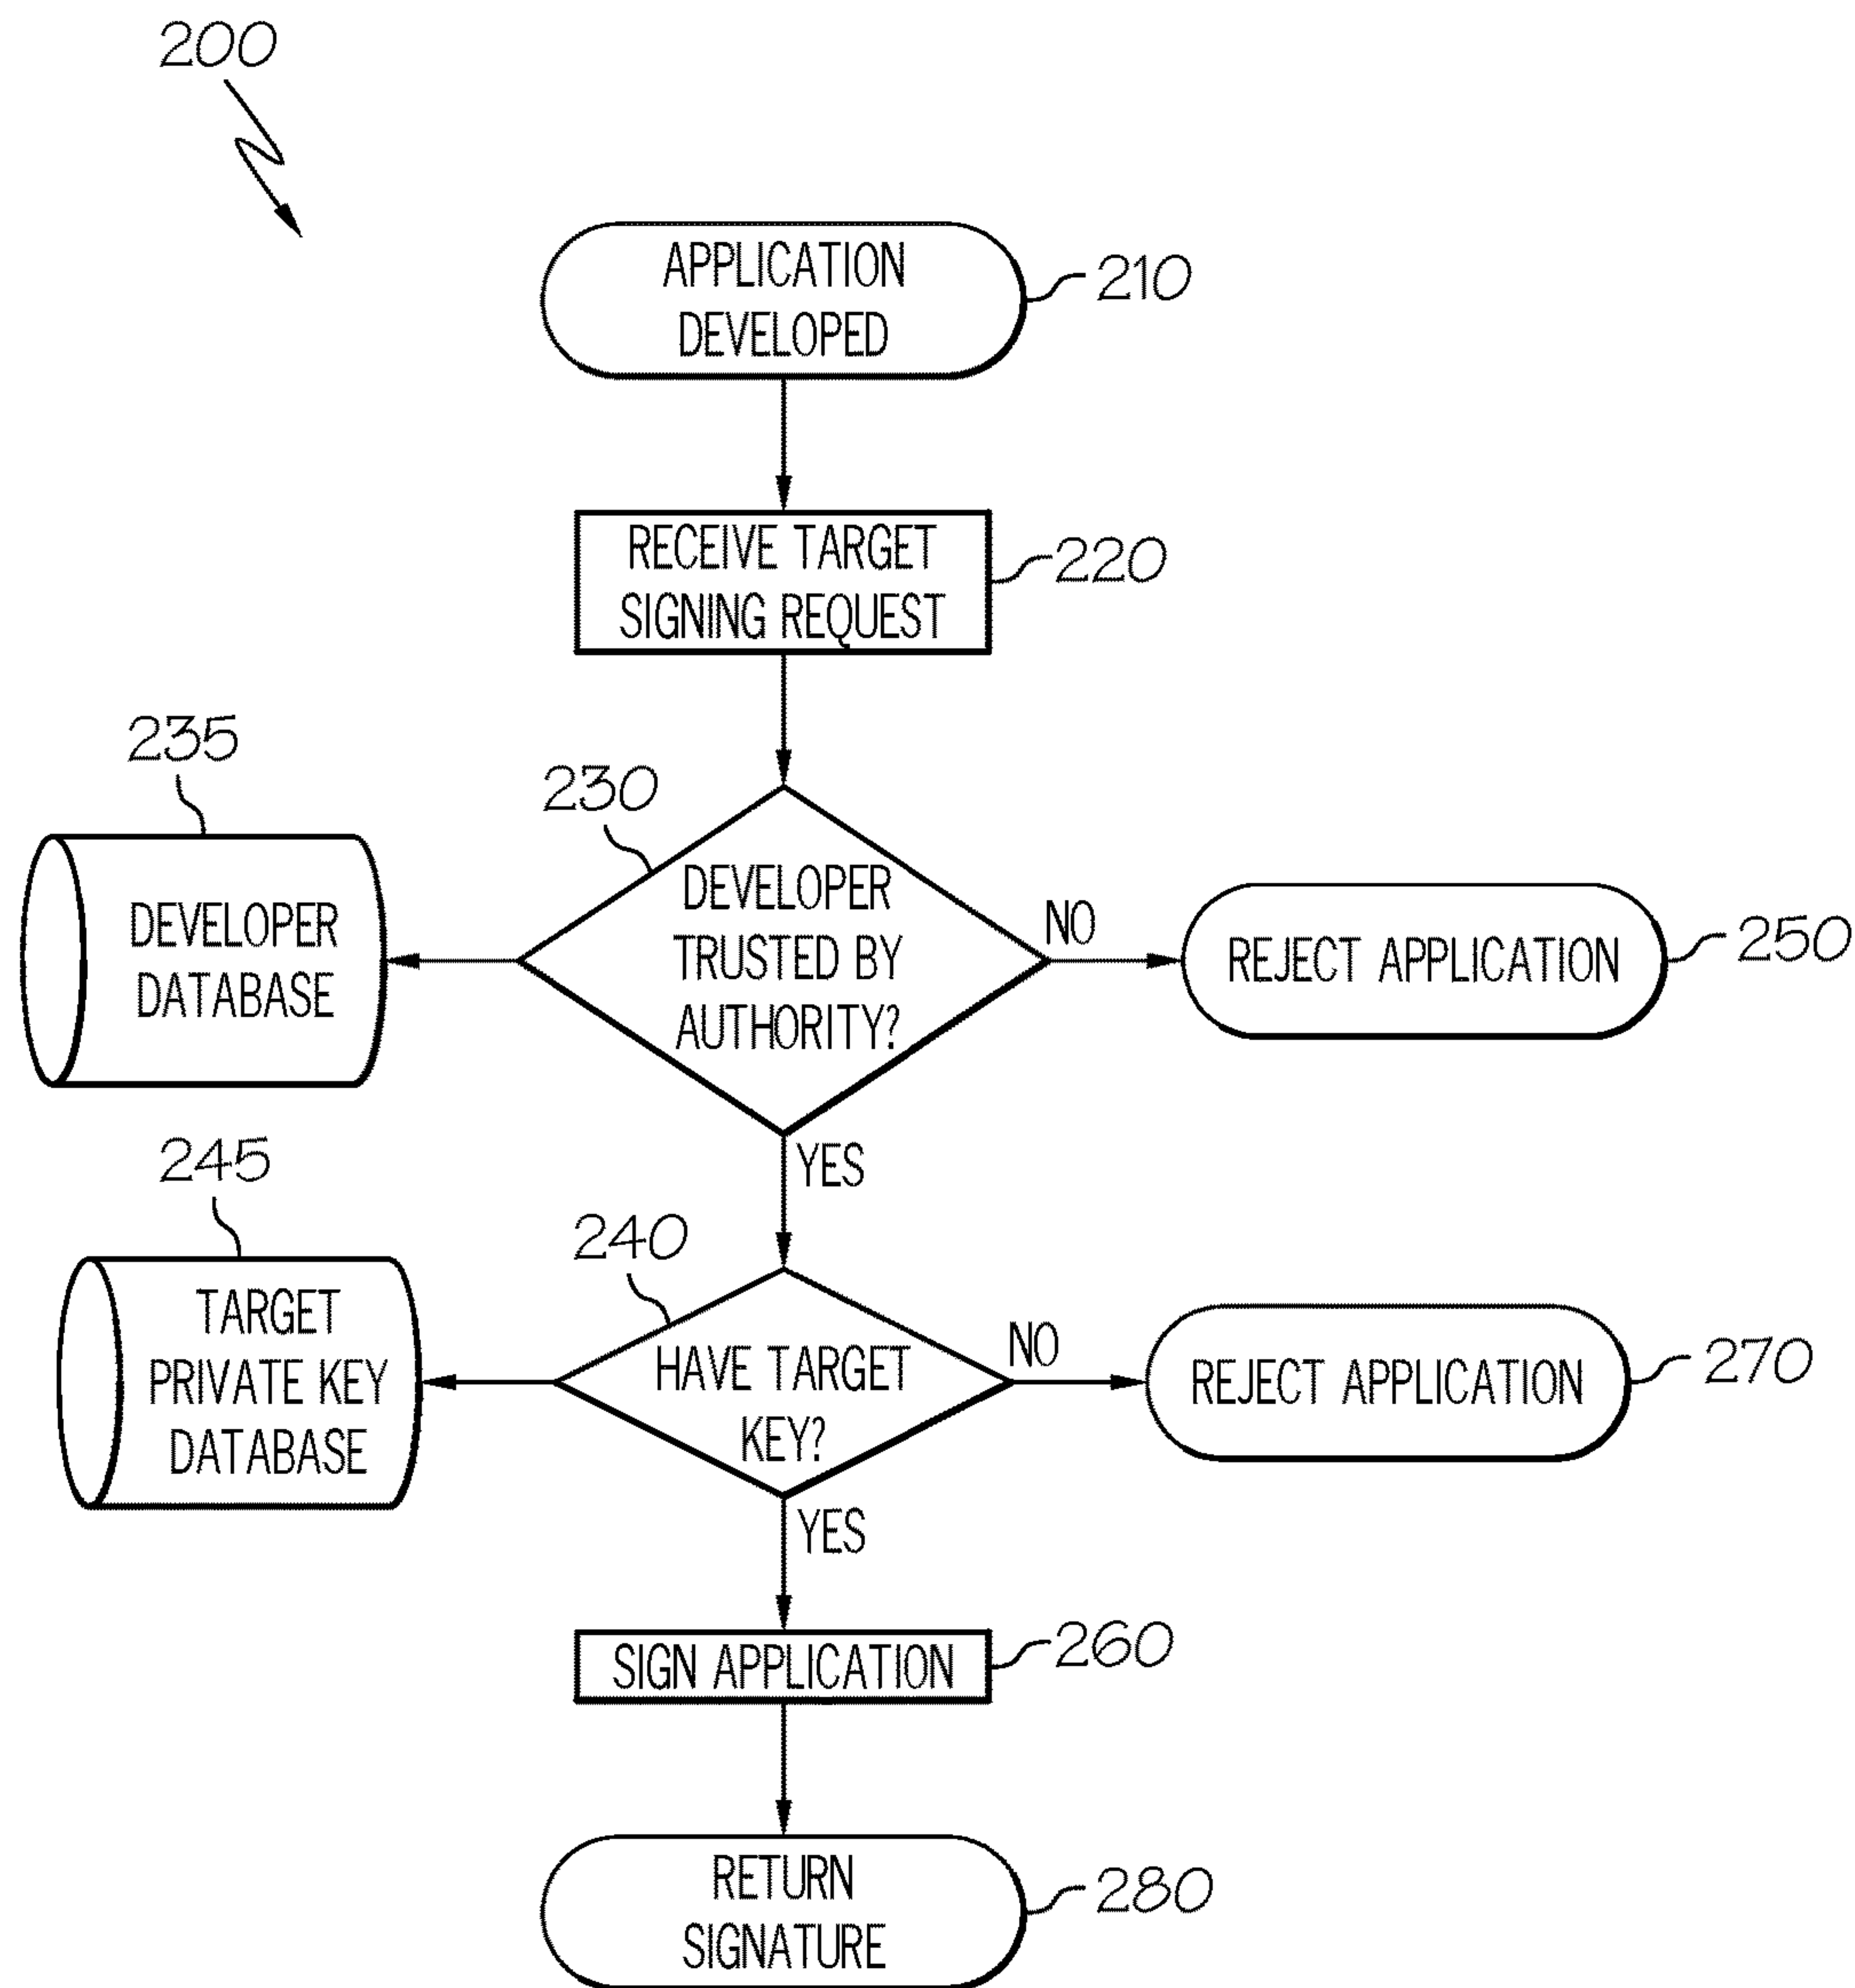 200
APPLICATION
DEVELOPED
210
RECEIVE TARGET
SIGNING REQUEST
220
235
230
DEVELOPER
DATABASE
DEVELOPER
TRUSTED BY
AUTHORITY?
NO
REJECT APPLICATION
250
YES
245
240
TARGET
PRIVATE KEY
DATABASE
HAVE TARGET
KEY?
NO
REJECT APPLICATION
270
YES
SIGN APPLICATION
260
RETURN
SIGNATURE
280